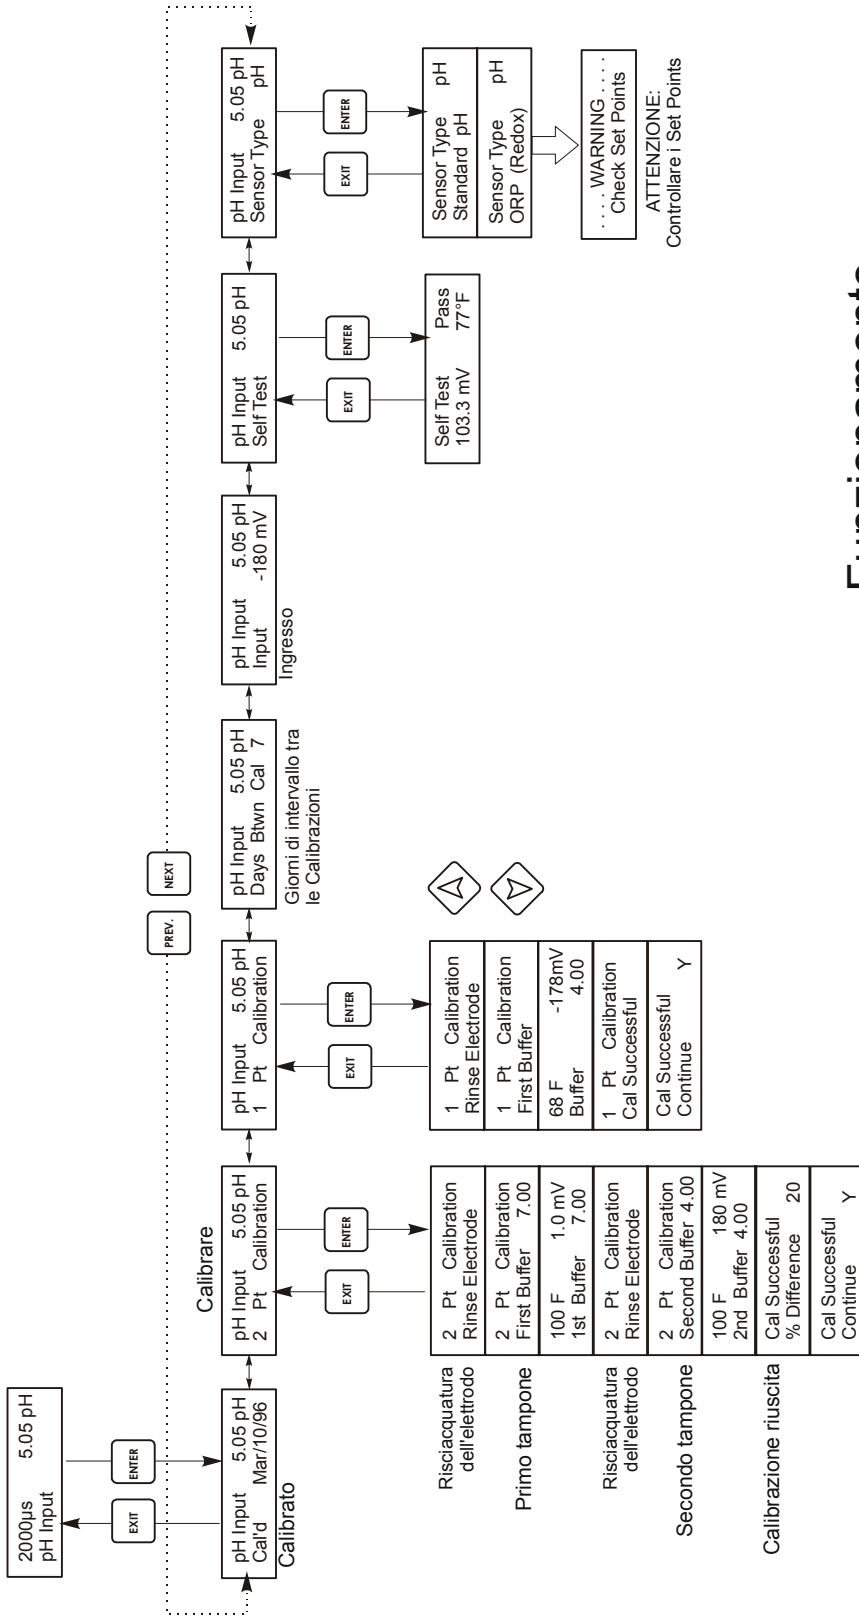 2000µs 5.05 pH
pH Input
EXIT
ENTER
PREV.
NEXT
pH Input 5.05 pH
Cal'd Mar/10/96
Calibrato
Calibrare
pH Input 5.05 pH
2 Pt Calibration
EXIT
ENTER
2 Pt Calibration
Rinse Electrode
2 Pt Calibration
First Buffer 7.00
100 F 1.0 mV
1st Buffer 7.00
2 Pt Calibration
Rinse Electrode
2 Pt Calibration
Second Buffer 4.00
100 F 180 mV
2nd Buffer 4.00
Cal Successful
% Difference 20
Cal Successful
Continue Y
Risciacquatura
dell'elettrodo
Primo tampone
Risciacquatura
dell'elettrodo
Secondo tampone
Calibrazione riuscita
pH Input 5.05 pH
1 Pt Calibration
EXIT
ENTER
1 Pt Calibration
Rinse Electrode
1 Pt Calibration
First Buffer
68 F -178mV
Buffer 4.00
1 Pt Calibration
Cal Successful
Cal Successful
Continue Y
pH Input 5.05 pH
Days Btwn Cal 7
Giorni di intervallo tra
le Calibrazioni
pH Input 5.05 pH
Input -180 mV
Ingresso
pH Input 5.05 pH
Self Test
EXIT
ENTER
Self Test Pass
103.3 mV 77°F
pH Input 5.05 pH
Sensor Type pH
EXIT
ENTER
Sensor Type pH
Standard pH
Sensor Type pH
ORP (Redox)
. . . . WARNING . . . .
Check Set Points
ATTENZIONE:
Controllare i Set Points